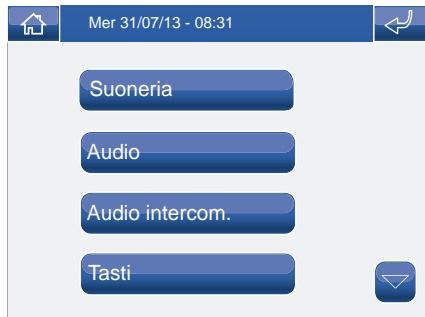 Mer 31/07/13 - 08:31
Suoneria
Audio
Audio intercom.
Tasti